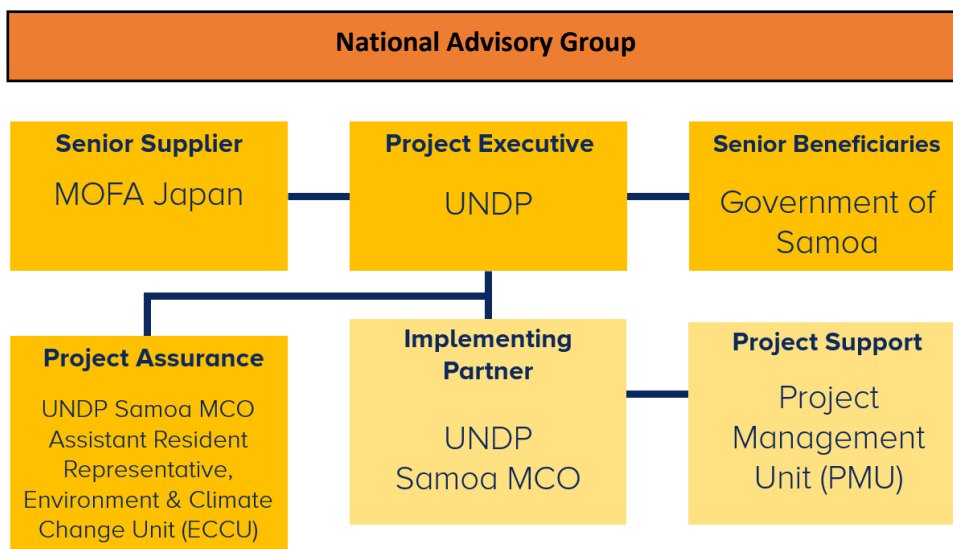 National Advisory Group
Senior Supplier
MOFA Japan
Project Executive
UNDP
Senior Beneficiaries
Government of
Samoa
Project Assurance
UNDP Samoa MCO
Assistant Resident
Representative,
Environment & Climate
Change Unit (ECCU)
Implementing
Partner
UNDP
Samoa MCO
Project Support
Project
Management
Unit (PMU)